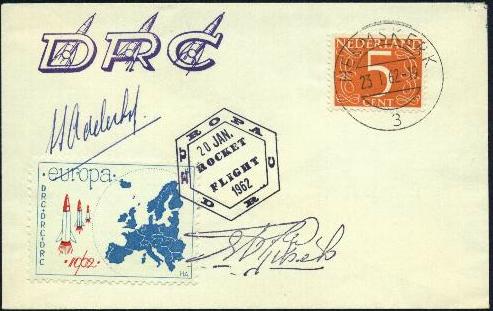 DRC
NEDERLAND
5
CENT
23 1 62
3
EUROPA
20 JAN.
ROCKET
FLIGHT
1962
DRC
europa
DRC·DRC·DRC
1962
HA